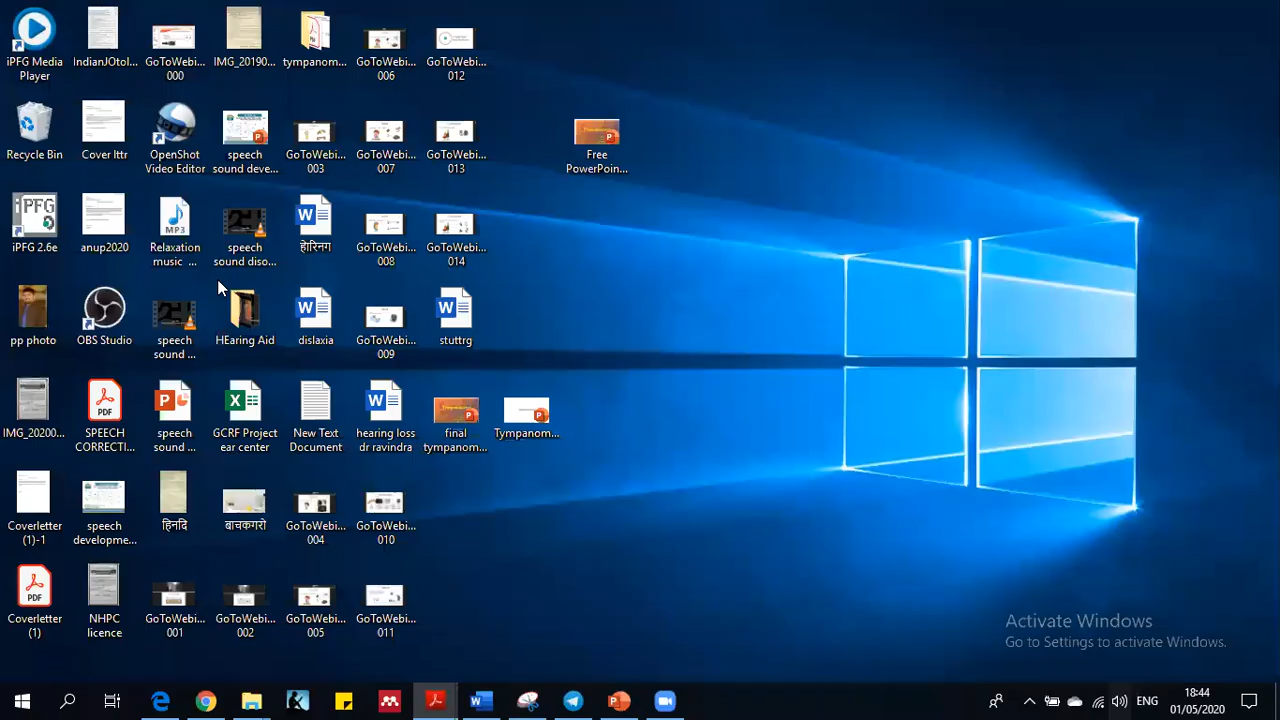 iPFG Media
Player
IndianJOtol...
GoToWebi...
000
IMG_20190...
tympanom...
GoToWebi...
006
GoToWebi...
012
Recycle Bin
Cover lttr
OpenShot
Video Editor
speech
sound deve...
GoToWebi...
003
GoToWebi...
007
GoToWebi...
013
Free
PowerPoin...
iPFG
iPFG 2.6e
anup2020
MP3
Relaxation
music ...
speech
sound diso...
हेारिनग
GoToWebi...
008
GoToWebi...
014
pp photo
OBS Studio
speech
sound ...
HEaring Aid
dislaxia
GoToWebi...
009
stuttrg
IMG_20200...
PDF
SPEECH
CORRECTI...
speech
sound ...
GCRF Project
ear center
New Text
Document
hearing loss
dr ravindra
final
tympanom...
Tympanom...
Coverletter
(1)-1
speech
developme...
हिनदि
बाचकगरो
GoToWebi...
004
GoToWebi...
010
PDF
Coverletter
(1)
NHPC
licence
GoToWebi...
001
GoToWebi...
002
GoToWebi...
005
GoToWebi...
011
Activate Windows
Go to Settings to activate Windows.
ENG
18:44
01/05/2020